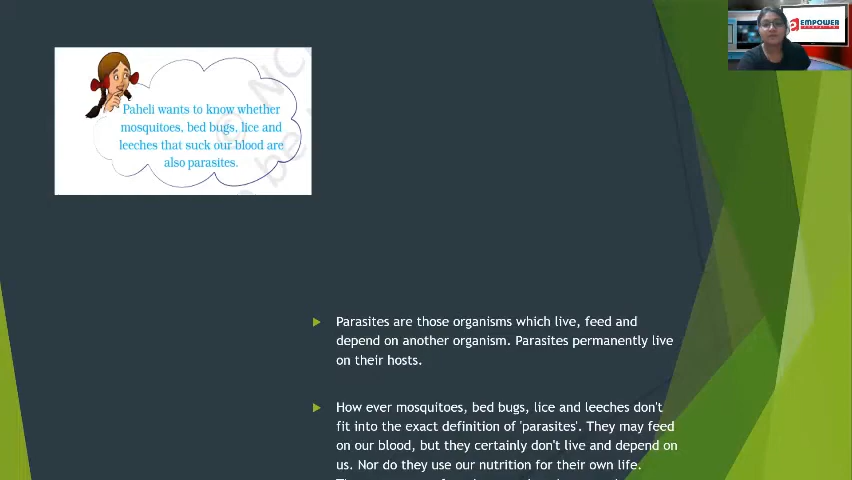 Paheli wants to know whether
mosquitoes, bed bugs, lice and
leeches that suck our blood are
also parasites.
EMPOWER
Parasites are those organisms which live, feed and
depend on another organism. Parasites permanently live
on their hosts.
How ever mosquitoes, bed bugs, lice and leeches don't
fit into the exact definition of 'parasites'. They may feed
on our blood, but they certainly don't live and depend on
us. Nor do they use our nutrition for their own life.